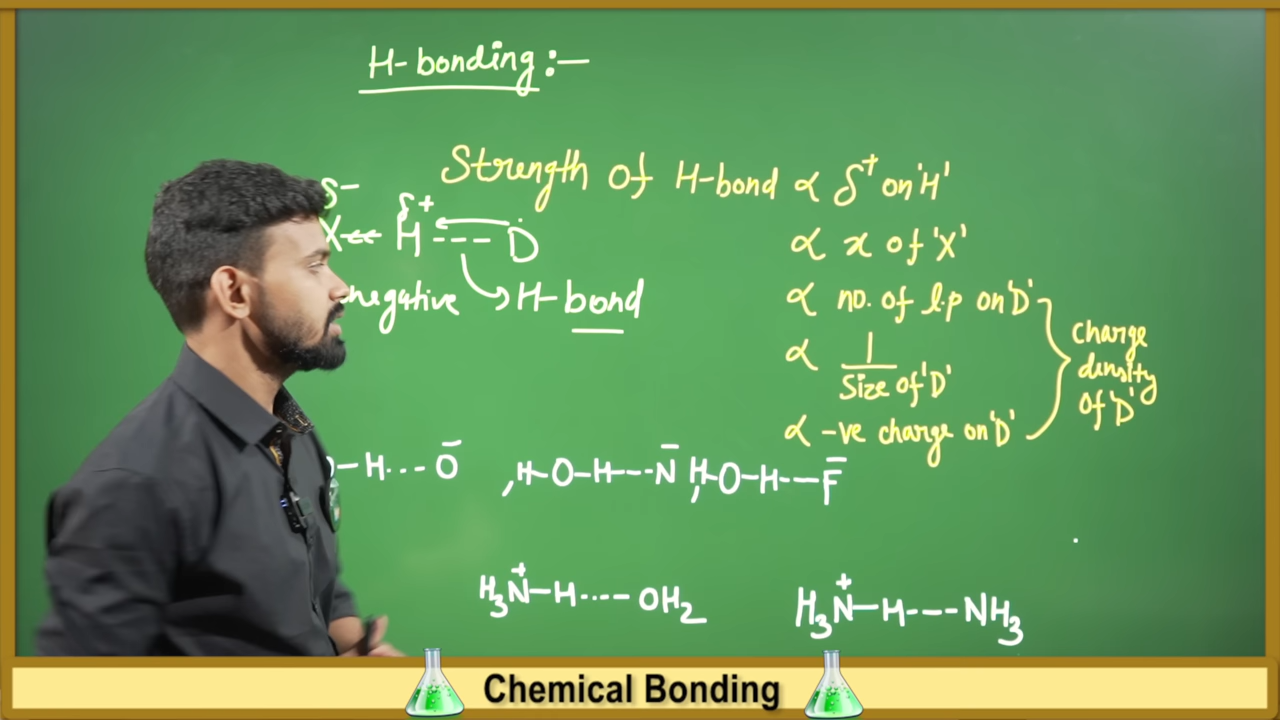 H-bonding :—
Strength of H-bond ∝ δ⁺ on 'H'
δ−
δ+
X H --- D
∝ x of 'X'
negative → H-bond
∝ no. of l.p on 'D'
∝ 1/Size of 'D'
∝ -ve charge on 'D'
charge
density
of 'D'
–H...O⁻ , H–O–H---N⁻ , H–O–H---F⁻
H₃N⁺–H....--OH₂
H₃N⁺–H---NH₃
Chemical Bonding